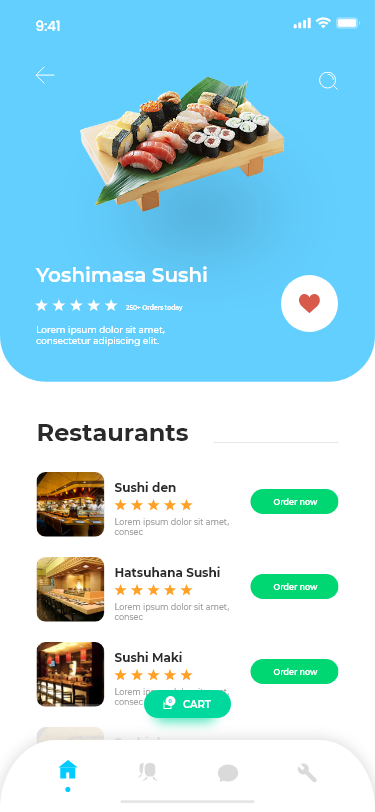 9:41
Yoshimasa Sushi
250+ Orders today
Lorem ipsum dolor sit amet,
consectetur adipiscing elit.
Restaurants
Sushi den
Lorem ipsum dolor sit amet,
consec
Order now
Hatsuhana Sushi
Lorem ipsum dolor sit amet,
consec
Order now
Sushi Maki
Lorem ipsum dolor sit amet,
consec
Order now
0
CART